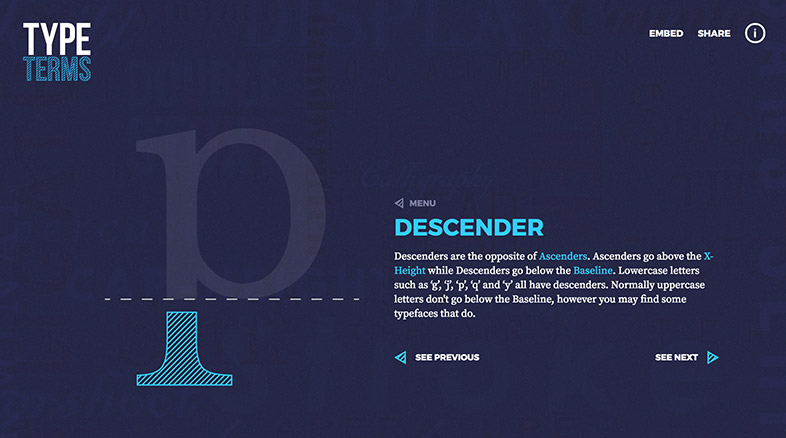 TYPE
TERMS
EMBED SHARE i
p
MENU
DESCENDER
Descenders are the opposite of Ascenders. Ascenders go above the X-
Height while Descenders go below the Baseline. Lowercase letters
such as ‘g’, ‘j’, ‘p’, ‘q’ and ‘y’ all have descenders. Normally uppercase
letters don't go below the Baseline, however you may find some
typefaces that do.
SEE PREVIOUS SEE NEXT